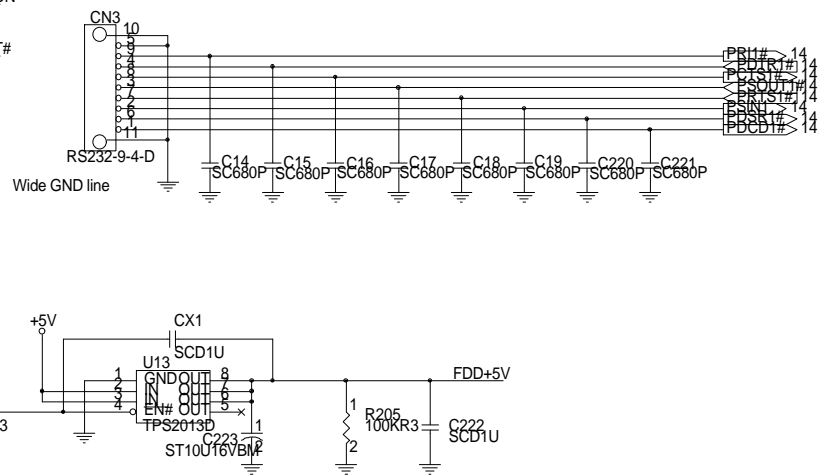 CN3
10
5
9
4
8
3
7
2
6
1
11
RS232-9-4-D
Wide GND line
T#
PRI1# 14
PDTR1# 14
PCTS1# 14
PSOUT1# 14
PRTS1# 14
PSIN1 14
PDSR1# 14
PDCD1# 14
C14
SC680P
C15
SC680P
C16
SC680P
C17
SC680P
C18
SC680P
C19
SC680P
C220
SC680P
C221
SC680P
+5V
CX1
SCD1U
U13
1 GND OUT 8
2 IN OUT 7
3 IN OUT 6
4 EN# OUT 5
TPS2013D
3
C223
ST10U16VBM
1
2
FDD+5V
1
R205
100KR3
2
C222
SCD1U